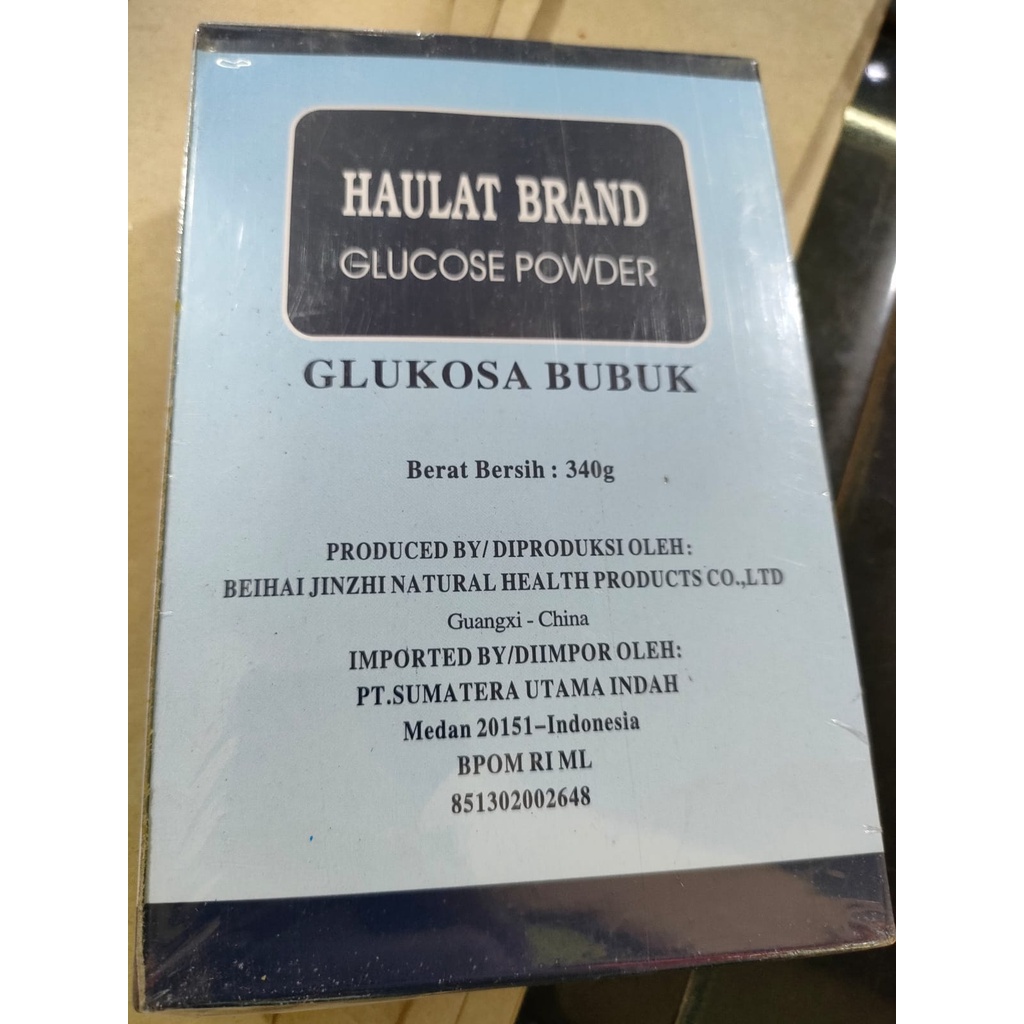 HAULAT BRAND
GLUCOSE POWDER
GLUKOSA BUBUK
Berat Bersih : 340g
PRODUCED BY/ DIPRODUKSI OLEH:
BEIHAI JINZHI NATURAL HEALTH PRODUCTS CO.,LTD
Guangxi - China
IMPORTED BY/DIIMPOR OLEH:
PT.SUMATERA UTAMA INDAH
Medan 20151-Indonesia
BPOM RI ML
851302002648